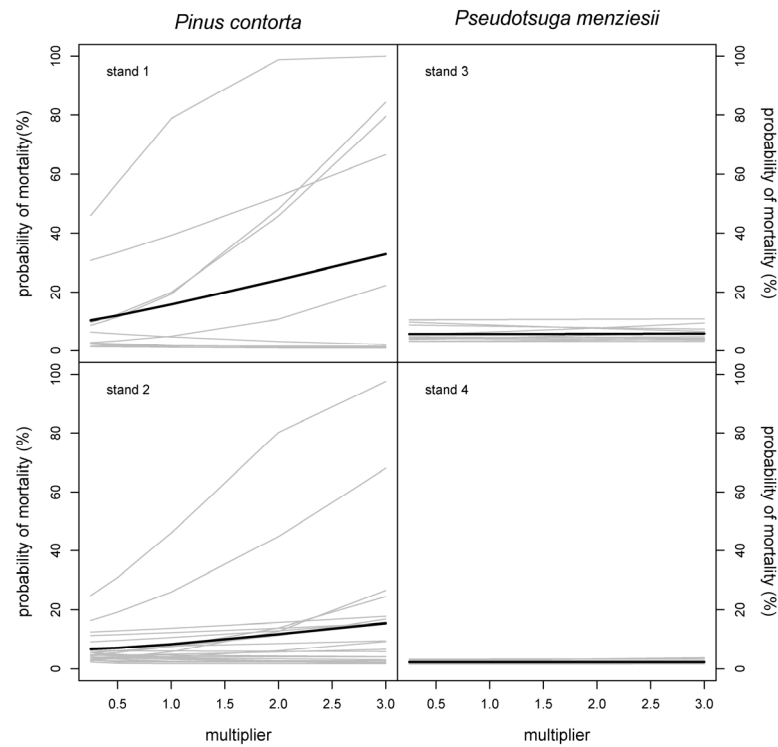 Pinus contorta
Pseudotsuga menziesii
stand 1
stand 3
probability of mortality(%)
100
80
60
40
20
0
100
80
60
40
20
0
probability of mortality (%)
stand 2
stand 4
probability of mortality (%)
100
80
60
40
20
0
100
80
60
40
20
0
probability of mortality (%)
0.5 1.0 1.5 2.0 2.5 3.0
0.5 1.0 1.5 2.0 2.5 3.0
multiplier
multiplier